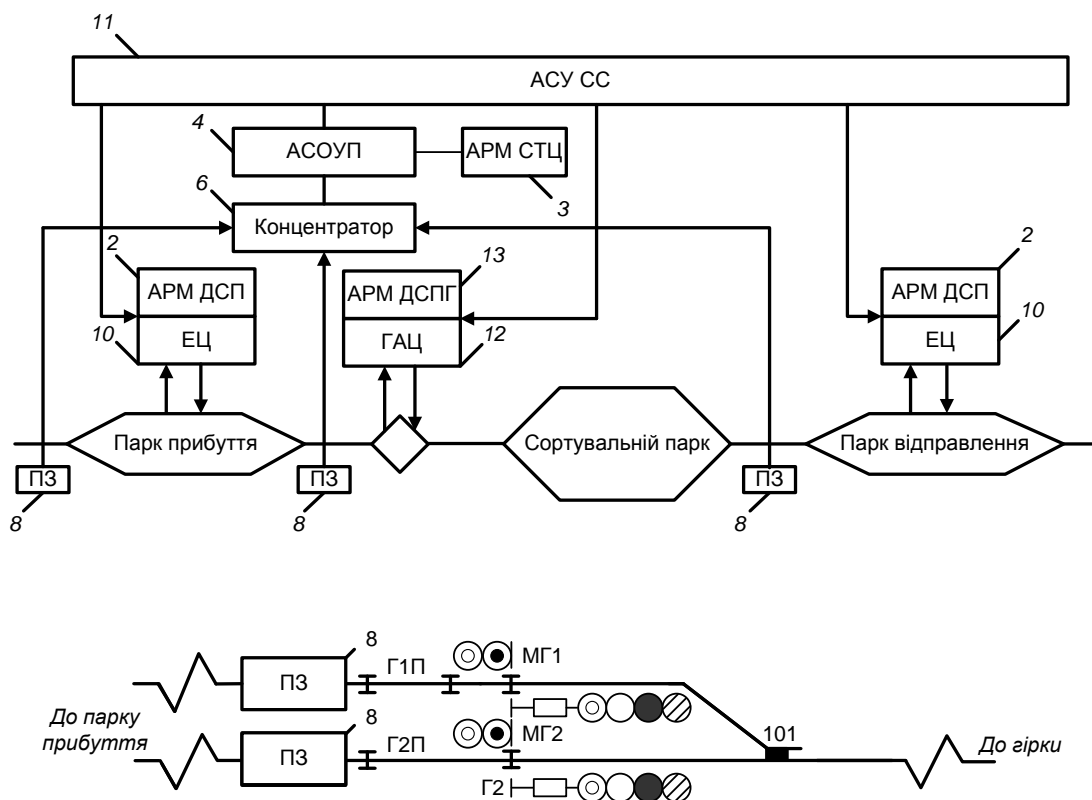 11
АСУ СС
4
АСОУП
АРМ СТЦ
6
3
Концентратор
2
13
2
АРМ ДСП
АРМ ДСПГ
АРМ ДСП
10
ЕЦ
ГАЦ
12
ЕЦ
10
Парк прибуття
Сортувальній парк
Парк відправлення
ПЗ
ПЗ
ПЗ
8
8
8
8
ПЗ
Г1П
МГ1
До парку
прибуття
8
ПЗ
Г2П
МГ2
101
До гірки
Г2